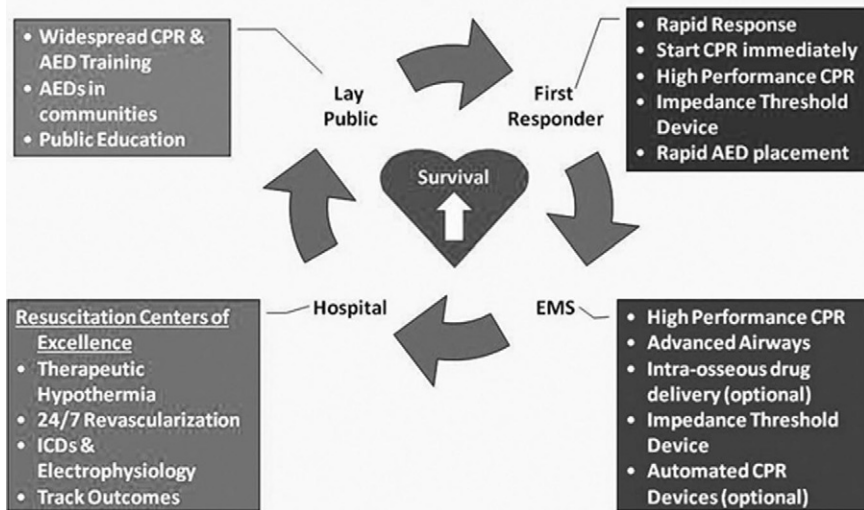 • Widespread CPR &
AED Training
• AEDs in
communities
• Public Education
Lay
Public
First
Responder
• Rapid Response
• Start CPR immediately
• High Performance CPR
• Impedance Threshold
Device
• Rapid AED placement
Survival
Resuscitation Centers of
Excellence
• Therapeutic
Hypothermia
• 24/7 Revascularization
• ICDs &
Electrophysiology
• Track Outcomes
Hospital
EMS
• High Performance CPR
• Advanced Airways
• Intra-osseous drug
delivery (optional)
• Impedance Threshold
Device
• Automated CPR
Devices (optional)